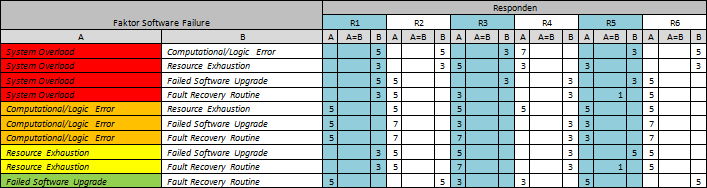 Faktor Software Failure Responden
R1 R2 R3 R4 R5 R6
A B A A=B B A A=B B A A=B B A A=B B A A=B B A A=B B
System Overload Computational/Logic Error 5 5 3 7 3 5
System Overload Resource Exhaustion 3 3 5 3 3 3
System Overload Failed Software Upgrade 3 5 3 3 3 5
System Overload Fault Recovery Routine 3 5 3 3 1 5
Computational/Logic Error Resource Exhaustion 5 5 5 5 5 5
Computational/Logic Error Failed Software Upgrade 5 7 3 3 3 7
Computational/Logic Error Fault Recovery Routine 5 7 7 3 3 7
Resource Exhaustion Failed Software Upgrade 3 5 5 3 5 5
Resource Exhaustion Fault Recovery Routine 3 5 7 3 1 5
Failed Software Upgrade Fault Recovery Routine 5 5 3 3 5 5